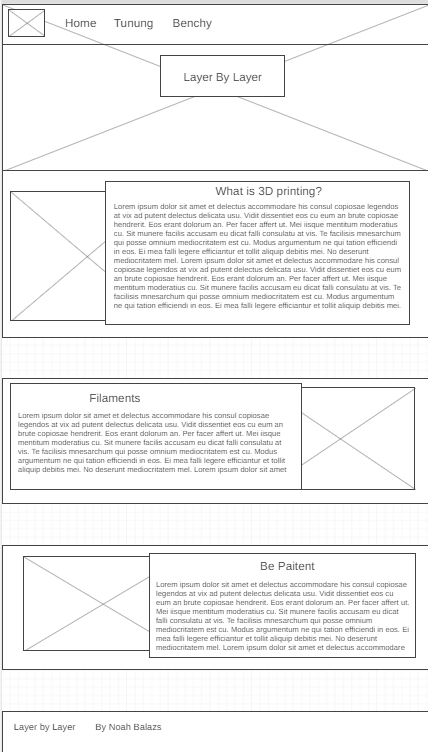 Home Tunung Benchy
Layer By Layer
What is 3D printing?
Lorem ipsum dolor sit amet et delectus accommodare his consul copiosae legendos
at vix ad putent delectus delicata usu. Vidit dissentiet eos cu eum an brute copiosae
hendrerit. Eos erant dolorum an. Per facer affert ut. Mei iisque mentitum moderatius
cu. Sit munere facilis accusam eu dicat falli consulatu at vix. Te facilisis mnesarchum
qui posse omnium mediocritatem est cu. Modus argumentum ne qui tation efficiendi
in eos. Ei mea falli legere efficiantur et tollit aliquip debitis mei. No deserunt
mediocritatem mel. Lorem ipsum dolor sit amet et delectus accommodare his consul
copiosae legendos at vix ad putent delectus delicata usu. Vidit dissentiet eos cu eum
an brute copiosae hendrerit. Eos erant dolorum an. Per facer affert ut. Mei iisque
mentitum moderatius cu. Sit munere facilis accusam eu dicat falli consulatu at vix. Te
facilisis mnesarchum qui posse omnium mediocritatem est cu. Modus argumentum
ne qui tation efficiendi in eos. Ei mea falli legere efficiantur et tollit aliquip debitis mei.
Filaments
Lorem ipsum dolor sit amet et delectus accommodare his consul copiosae
legendos at vix ad putent delectus delicata usu. Vidit dissentiet eos cu eum an
brute copiosae hendrerit. Eos erant dolorum an. Per facer affert ut. Mei iisque
mentitum moderatius cu. Sit munere facilis accusam eu dicat falli consulatu at
vix. Te facilisis mnesarchum qui posse omnium mediocritatem est cu. Modus
argumentum ne qui tation efficiendi in eos. Ei mea falli legere efficiantur et tollit
aliquip debitis mei. No deserunt mediocritatem mel. Lorem ipsum dolor sit amet
Be Paitent
Lorem ipsum dolor sit amet et delectus accommodare his consul copiosae
legendos at vix ad putent delectus delicata usu. Vidit dissentiet eos cu
eum an brute copiosae hendrerit. Eos erant dolorum an. Per facer affert ut.
Mei iisque mentitum moderatius cu. Sit munere facilis accusam eu dicat
falli consulatu at vix. Te facilisis mnesarchum qui posse omnium
mediocritatem est cu. Modus argumentum ne qui tation efficiendi in eos. Ei
mea falli legere efficiantur et tollit aliquip debitis mei. No deserunt
mediocritatem mel. Lorem ipsum dolor sit amet et delectus accommodare
Layer by Layer By Noah Balazs